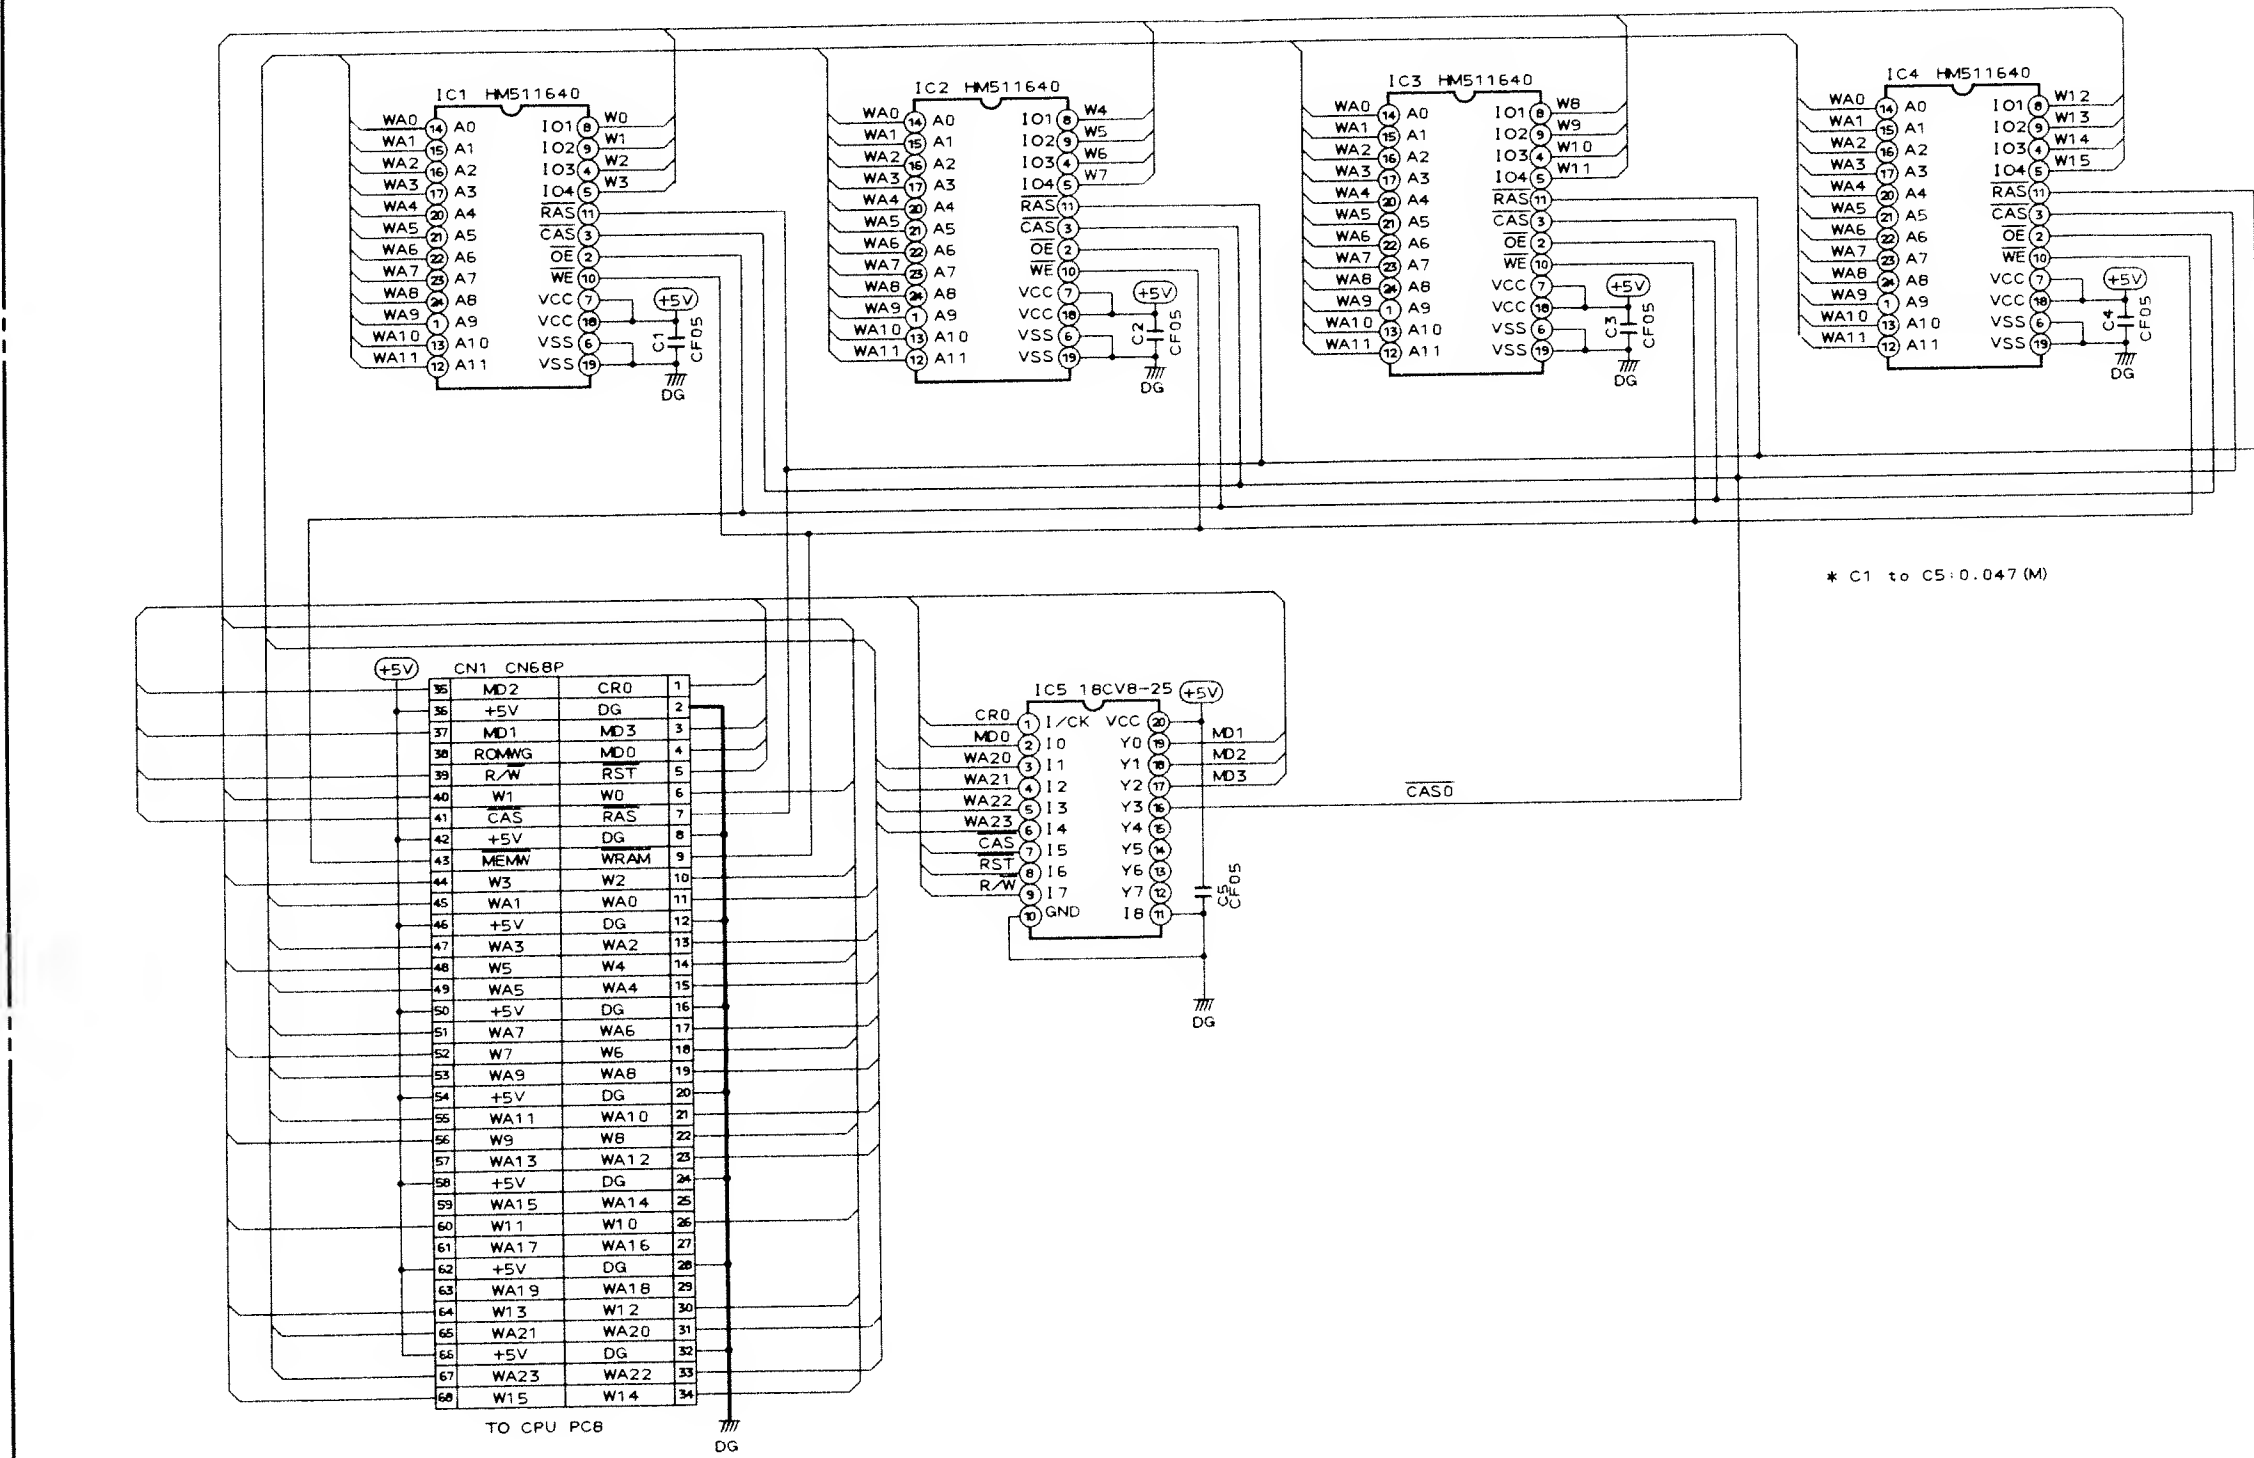 IC1 HM511640
WA0 14 A0 IO1 8 W0
WA1 15 A1 IO2 9 W1
WA2 16 A2 IO3 4 W2
WA3 17 A3 IO4 5 W3
WA4 20 A4 RAS 11
WA5 21 A5 CAS 3
WA6 22 A6 OE 2
WA7 23 A7 WE 10
WA8 24 A8 VCC 7 +5V
WA9 1 A9 VCC 18
WA10 13 A10 VSS 6 C1 CF05
WA11 12 A11 VSS 19
DG
IC2 HM511640
WA0 14 A0 IO1 8 W4
WA1 15 A1 IO2 9 W5
WA2 16 A2 IO3 4 W6
WA3 17 A3 IO4 5 W7
WA4 20 A4 RAS 11
WA5 21 A5 CAS 3
WA6 22 A6 OE 2
WA7 23 A7 WE 10
WA8 24 A8 VCC 7 +5V
WA9 1 A9 VCC 18
WA10 13 A10 VSS 6 C2 CF05
WA11 12 A11 VSS 19
DG
IC3 HM511640
WA0 14 A0 IO1 8 W8
WA1 15 A1 IO2 9 W9
WA2 16 A2 IO3 4 W10
WA3 17 A3 IO4 5 W11
WA4 20 A4 RAS 11
WA5 21 A5 CAS 3
WA6 22 A6 OE 2
WA7 23 A7 WE 10
WA8 24 A8 VCC 7 +5V
WA9 1 A9 VCC 18
WA10 13 A10 VSS 6 C3 CF05
WA11 12 A11 VSS 19
DG
IC4 HM511640
WA0 14 A0 IO1 8 W12
WA1 15 A1 IO2 9 W13
WA2 16 A2 IO3 4 W14
WA3 17 A3 IO4 5 W15
WA4 20 A4 RAS 11
WA5 21 A5 CAS 3
WA6 22 A6 OE 2
WA7 23 A7 WE 10
WA8 24 A8 VCC 7 +5V
WA9 1 A9 VCC 18
WA10 13 A10 VSS 6 C4 CF05
WA11 12 A11 VSS 19
DG
* C1 to C5:0.047(M)
+5V CN1 CN68P
35 MD2 CR0 1
36 +5V DG 2
37 MD1 MD3 3
38 ROMWG MD0 4
39 R/W RST 5
40 W1 W0 6
41 CAS RAS 7
42 +5V DG 8
43 MEMW WRAM 9
44 W3 W2 10
45 WA1 WA0 11
46 +5V DG 12
47 WA3 WA2 13
48 W5 W4 14
49 WA5 WA4 15
50 +5V DG 16
51 WA7 WA6 17
52 W7 W6 18
53 WA9 WA8 19
54 +5V DG 20
55 WA11 WA10 21
56 W9 W8 22
57 WA13 WA12 23
58 +5V DG 24
59 WA15 WA14 25
60 W11 W10 26
61 WA17 WA16 27
62 +5V DG 28
63 WA19 WA18 29
64 W13 W12 30
65 WA21 WA20 31
66 +5V DG 32
67 WA23 WA22 33
68 W15 W14 34
TO CPU PCB
DG
IC5 18CV8-25 +5V
CR0 1 I/CK VCC 20
MD0 2 I0 Y0 19 MD1
WA20 3 I1 Y1 18 MD2
WA21 4 I2 Y2 17 MD3
WA22 5 I3 Y3 16 CAS0
WA23 6 I4 Y4 15
CAS 7 I5 Y5 14
RST 8 I6 Y6 13
R/W 9 I7 Y7 12 C5 CF05
10 GND I8 11
DG